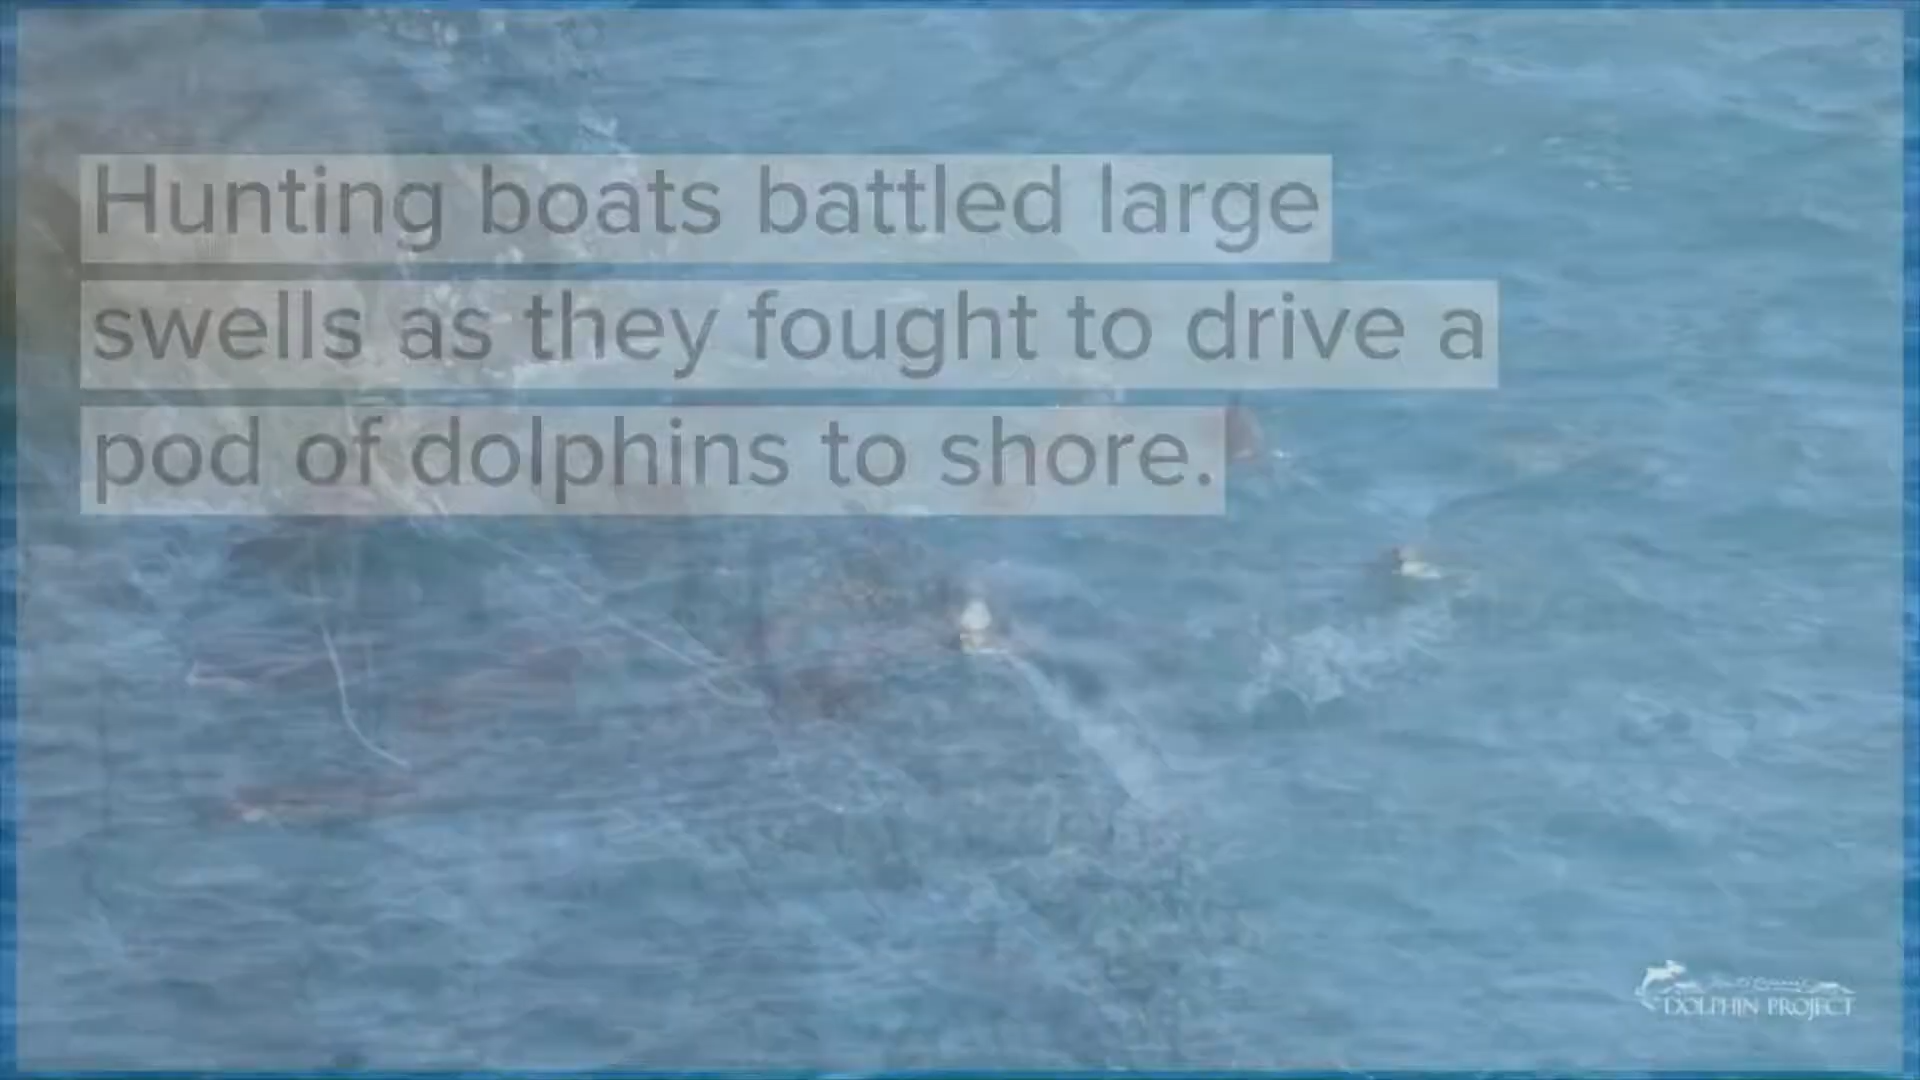 Hunting boats battled large
swells as they fought to drive a
pod of dolphins to shore.
DOLPHIN PROJECT